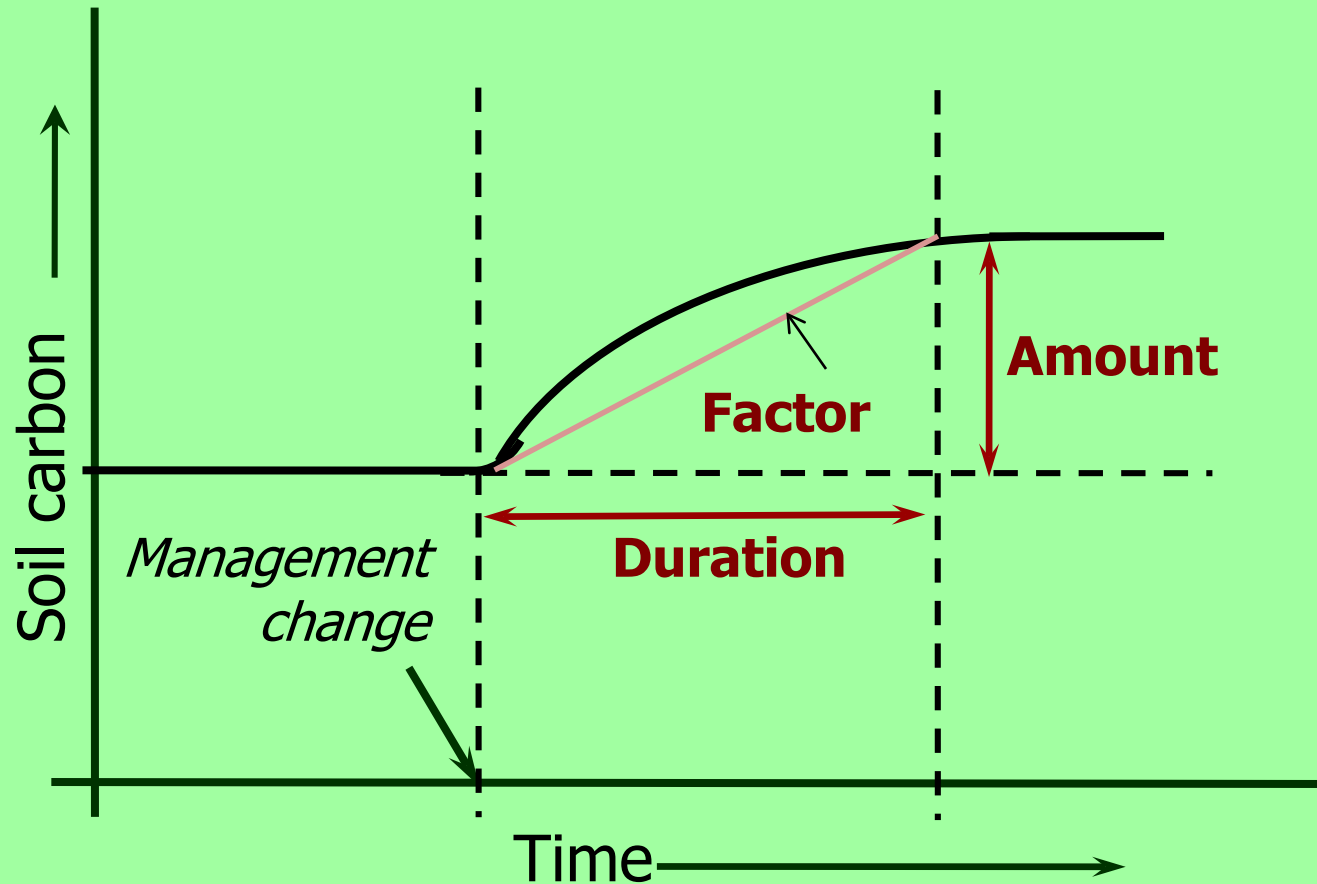 Soil carbon
Amount
Factor
Duration
Management
change
Time